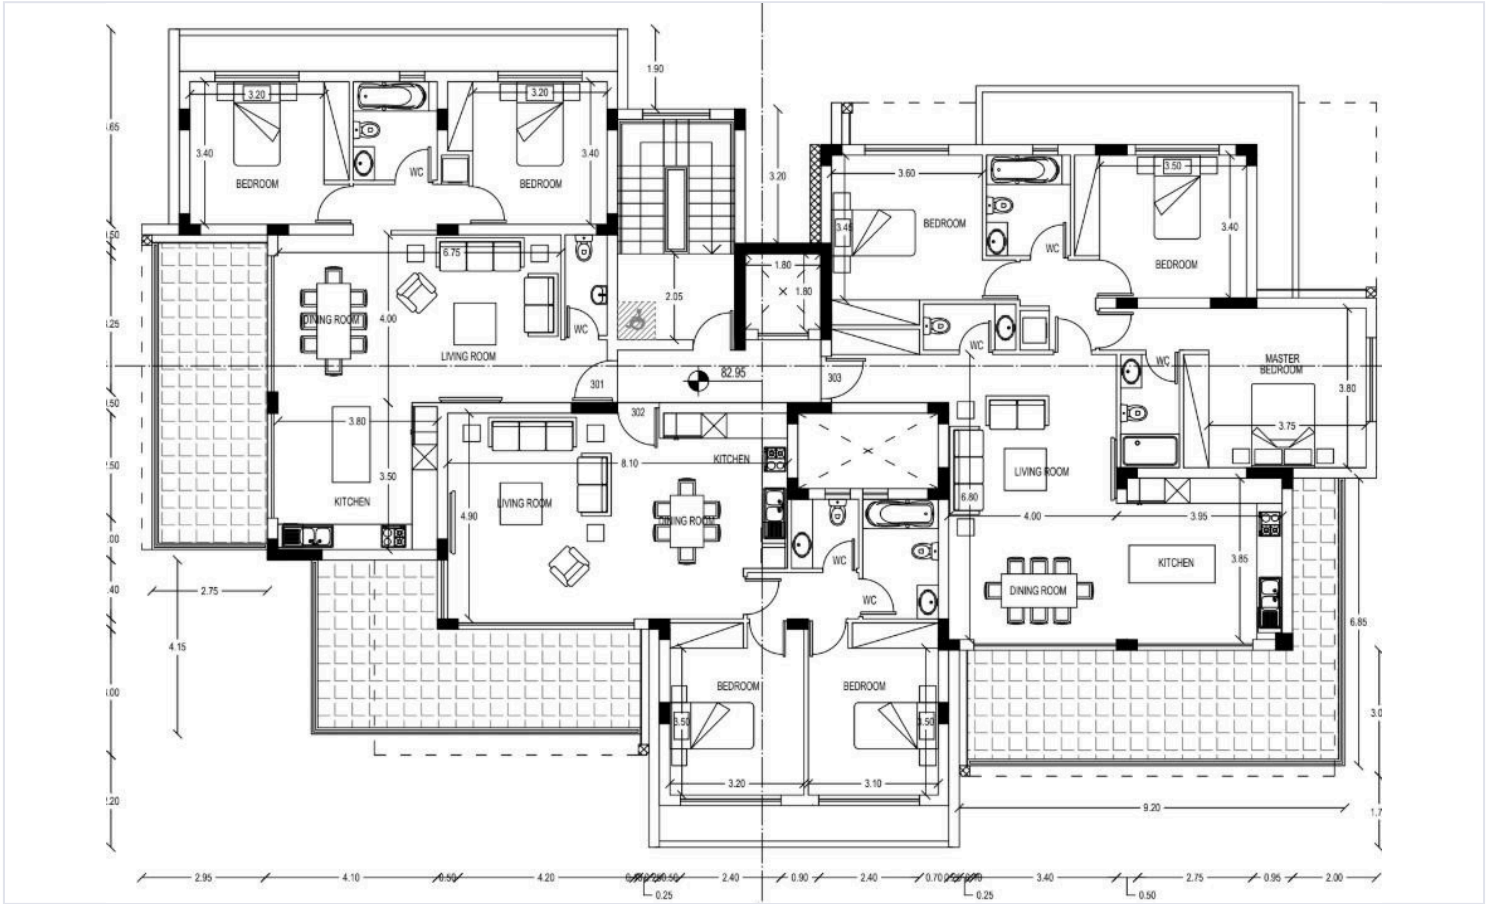 1.90
3.20
3.20
3.40
3.40
BEDROOM
WC
BEDROOM
3.20
3.60
3.50
3.45
BEDROOM
3.40
WC
BEDROOM
6.75
1.80
1.80
2.05
DINING ROOM
4.00
LIVING ROOM
WC
WC
WC
MASTER
BEDROOM
82.95
301
303
3.80
302
3.80
3.75
KITCHEN
3.50
8.10
KITCHEN
LIVING ROOM
4.90
LIVING ROOM
DINING ROOM
6.80
4.00
3.95
WC
KITCHEN
3.85
DINING ROOM
WC
2.75
4.15
6.85
BEDROOM
BEDROOM
3.50
3.50
3.20
3.10
9.20
2.95
4.10
0.50
4.20
2.40
0.90
2.40
0.70
3.40
2.75
0.95
2.00
0.25
0.25
0.50